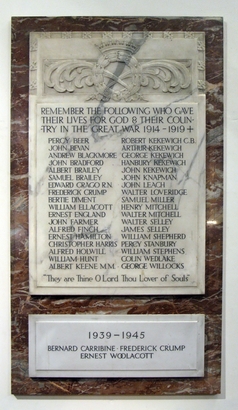 REMEMBER THE FOLLOWING WHO GAVE
THEIR LIVES FOR GOD & THEIR COUN-
TRY IN THE GREAT WAR 1914-1919 +
PERCY BEER ROBERT KEKEWICH C.B.
JOHN BEVAN ARTHUR KEKEWICH
ANDREW BLACKMORE GEORGE KEKEWICH
JOHN BRADFORD HANBURY KEKEWICH
ALBERT BRAILEY JOHN KEKEWICH
SAMUEL BRAILEY JOHN KNAPMAN
EDWARD CRAGO R.N. JOHN LEACH
FREDERICK CRUMP WALTER LOVERIDGE
BERTIE DIMENT SAMUEL MILLER
WILLIAM ELLACOTT HENRY MITCHELL
ERNEST ENGLAND WALTER MITCHELL
JOHN FARMER WALTER SELLEY
ALFRED FINCH JAMES SELLEY
ERNEST HAMILTON WILLIAM SHEPHERD
CHRISTOPHER HARRIS PERCY STANBURY
ALFRED HOLWILL WILLIAM STEPHENS
WILLIAM HUNT COLIN WEDLAKE
ALBERT KEENE M.M. GEORGE WILLOCKS
"They are Thine O Lord Thou Lover of Souls"
1939-1945
BERNARD CARRIBINE · FREDERICK CRUMP
ERNEST WOOLACOTT